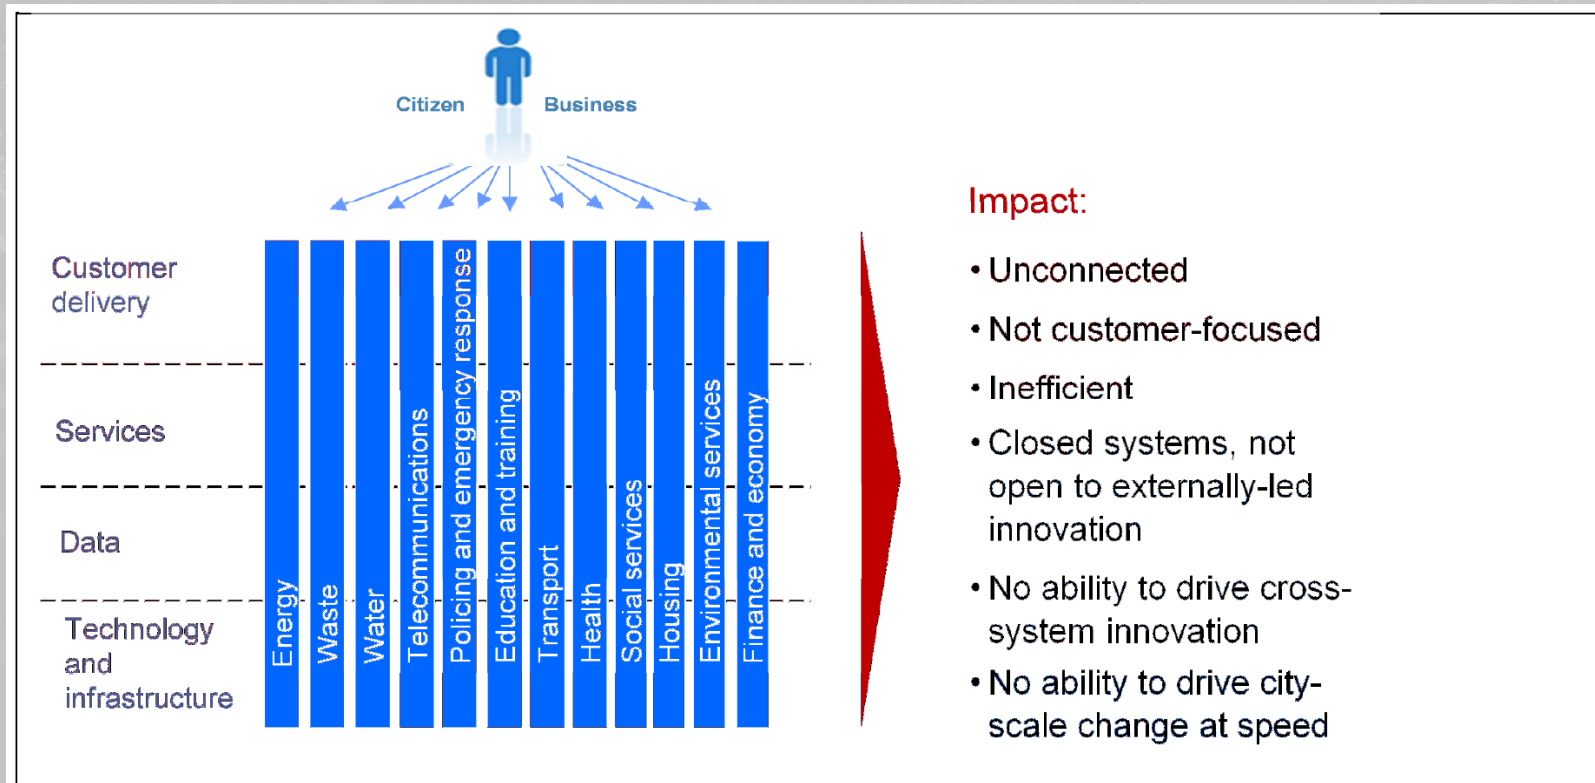 Citizen
Business
Customer
delivery
Services
Data
Technology
and
infrastructure
Energy
Waste
Water
Telecommunications
Policing and emergency response
Education and training
Transport
Health
Social services
Housing
Environmental services
Finance and economy
Impact:
• Unconnected
• Not customer-focused
• Inefficient
• Closed systems, not
open to externally-led
innovation
• No ability to drive cross-
system innovation
• No ability to drive city-
scale change at speed